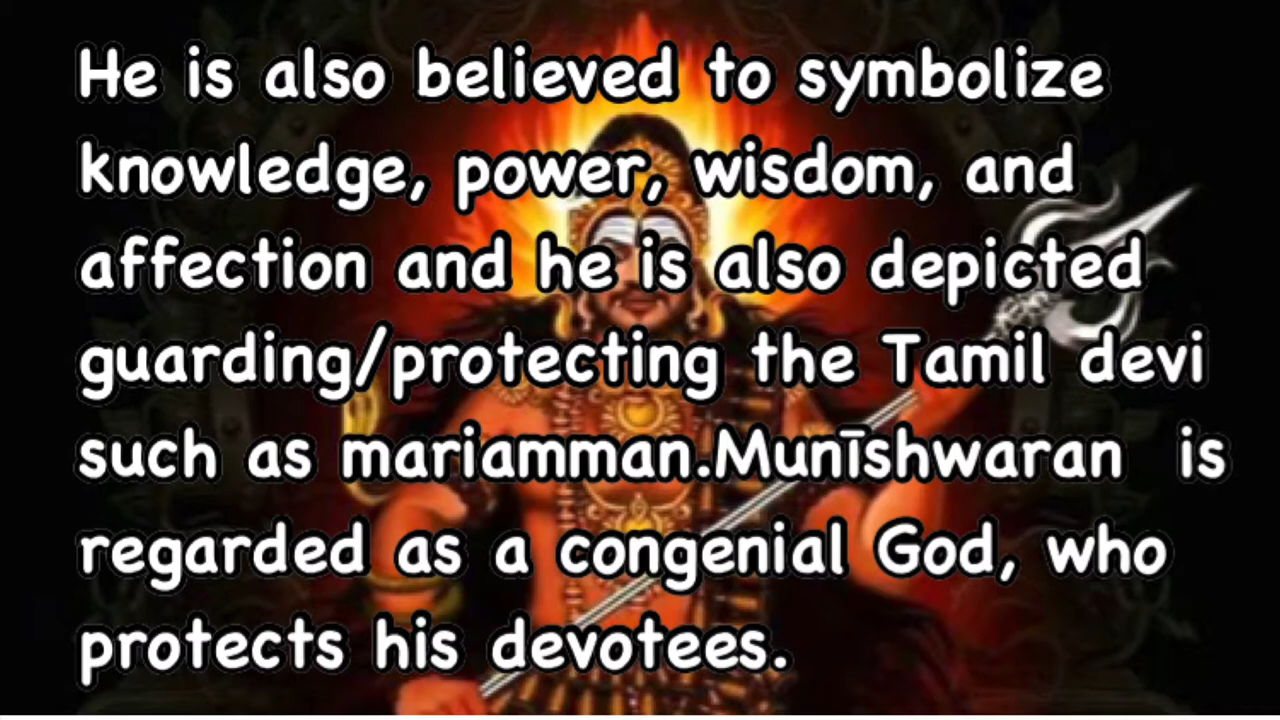 He is also believed to symbolize
knowledge, power, wisdom, and
affection and he is also depicted
guarding/protecting the Tamil devi
such as mariamman.Munīshwaran is
regarded as a congenial God, who
protects his devotees.